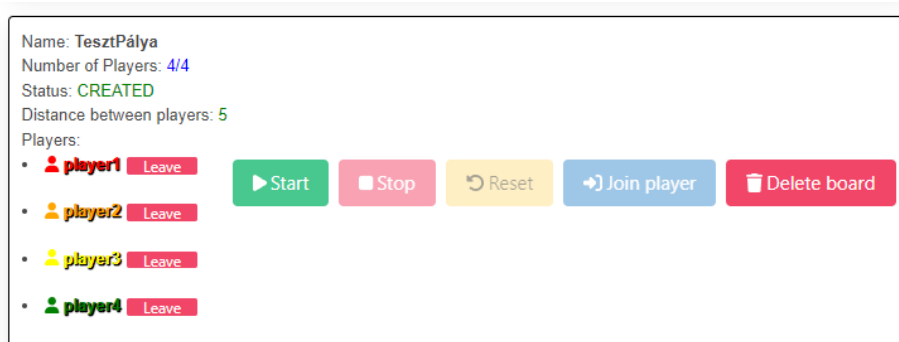 Name: TesztPálya
Number of Players: 4/4
Status: CREATED
Distance between players: 5
Players:
player1 Leave
Start Stop Reset Join player Delete board
player2 Leave
player3 Leave
player4 Leave